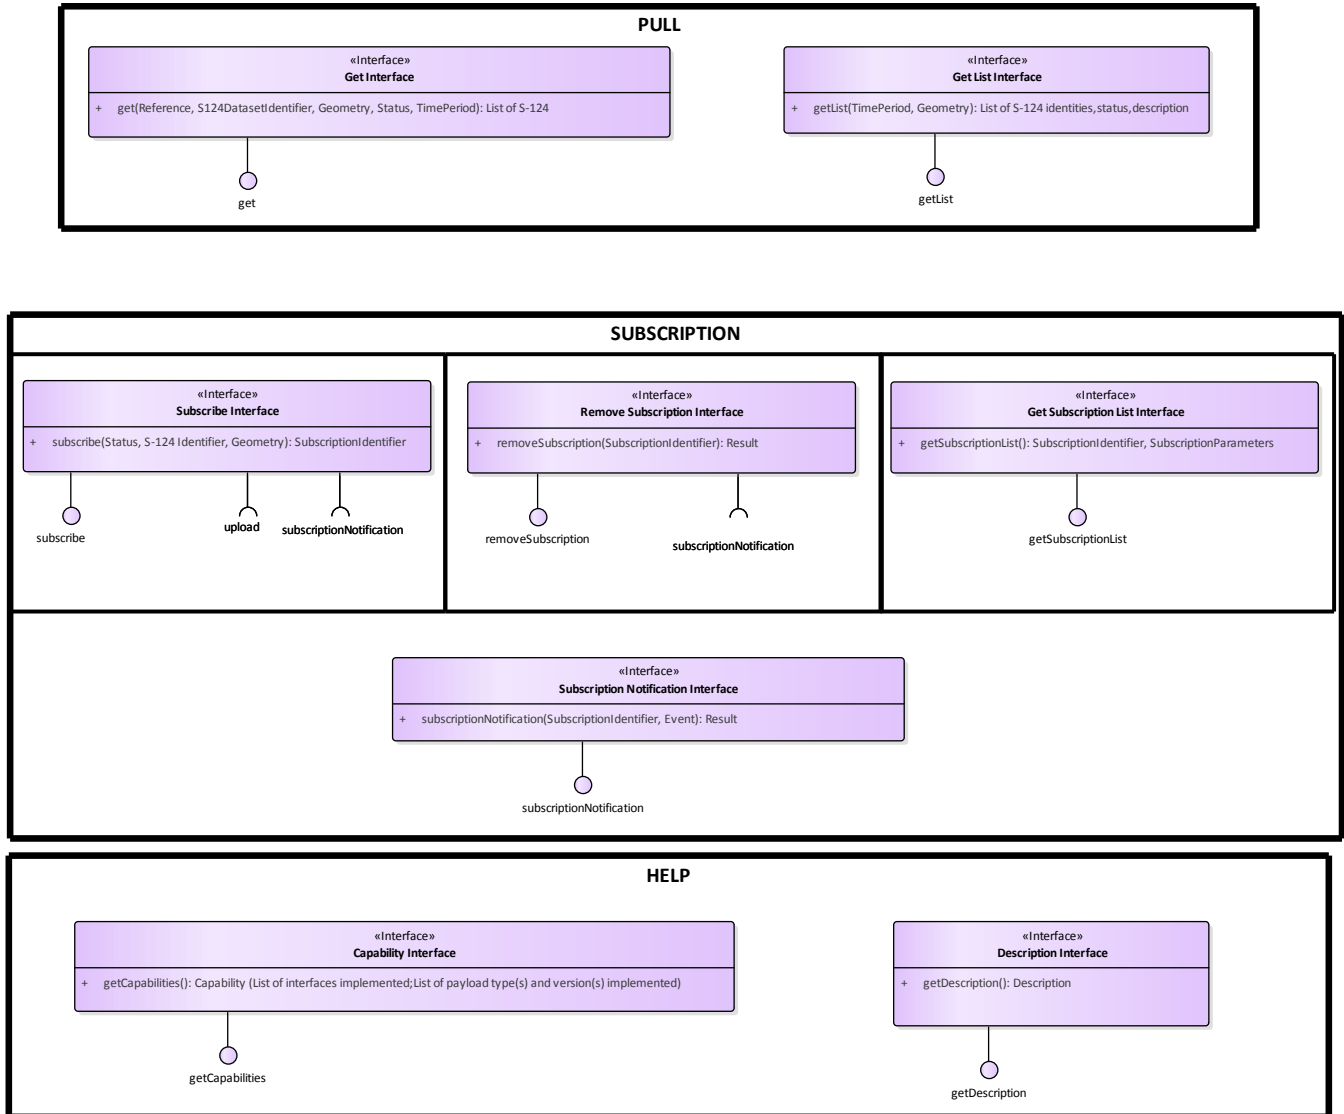 PULL
«Interface»
Get Interface
+ get(Reference, S124DatasetIdentifier, Geometry, Status, TimePeriod): List of S-124
get
«Interface»
Get List Interface
+ getList(TimePeriod, Geometry): List of S-124 identities,status,description
getList
SUBSCRIPTION
«Interface»
Subscribe Interface
+ subscribe(Status, S-124 Identifier, Geometry): SubscriptionIdentifier
subscribe
upload
subscriptionNotification
«Interface»
Remove Subscription Interface
+ removeSubscription(SubscriptionIdentifier): Result
removeSubscription
subscriptionNotification
«Interface»
Get Subscription List Interface
+ getSubscriptionList(): SubscriptionIdentifier, SubscriptionParameters
getSubscriptionList
«Interface»
Subscription Notification Interface
+ subscriptionNotification(SubscriptionIdentifier, Event): Result
subscriptionNotification
HELP
«Interface»
Capability Interface
+ getCapabilities(): Capability (List of interfaces implemented;List of payload type(s) and version(s) implemented)
getCapabilities
«Interface»
Description Interface
+ getDescription(): Description
getDescription